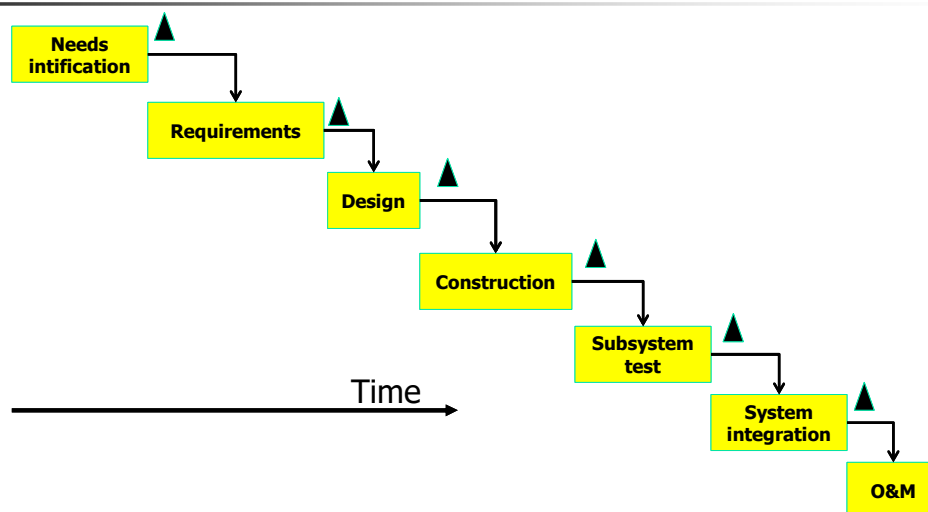 Needs
intification
Requirements
Design
Construction
Subsystem
test
Time
System
integration
O&M